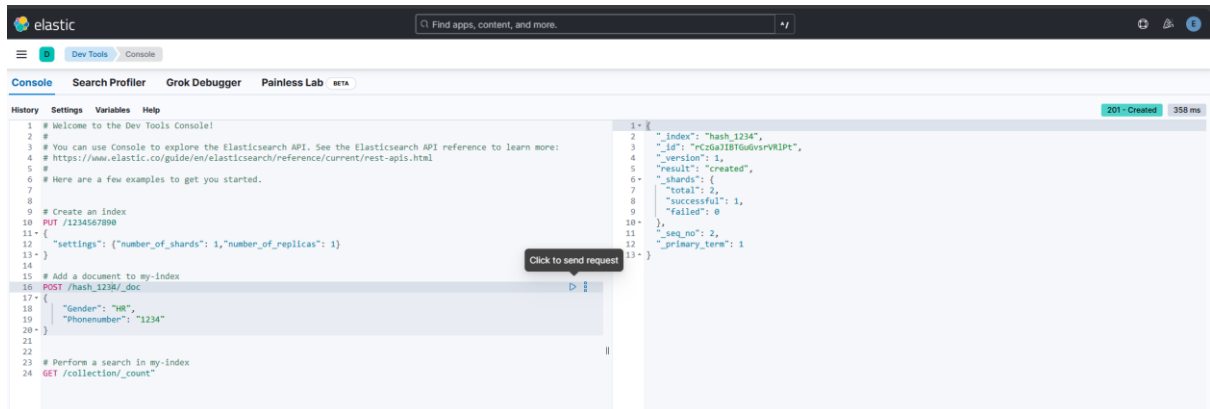 elastic
Find apps, content, and more.
^/
E
D
Dev Tools
Console
Console
Search Profiler
Grok Debugger
Painless Lab
BETA
History
Settings
Variables
Help
201 - Created
358 ms
1 # Welcome to the Dev Tools Console!
2 #
3 # You can use Console to explore the Elasticsearch API. See the Elasticsearch API reference to learn more:
4 # https://www.elastic.co/guide/en/elasticsearch/reference/current/rest-apis.html
5 #
6 # Here are a few examples to get you started.
7
8
9 # Create an index
10 PUT /1234567890
11 {
12 "settings": {"number_of_shards": 1,"number_of_replicas": 1}
13 }
14
15 # Add a document to my-index
16 POST /hash_1234/_doc
17 {
18 "Gender": "HR",
19 "Phonenumber": "1234"
20 }
21
22
23 # Perform a search in my-index
24 GET /collection/_count"
Click to send request
1 {
2 "_index": "hash_1234",
3 "_id": "rCzGaJIBTGuGvsrVRlPt",
4 "_version": 1,
5 "result": "created",
6 "_shards": {
7 "total": 2,
8 "successful": 1,
9 "failed": 0
10 },
11 "_seq_no": 2,
12 "_primary_term": 1
13 }